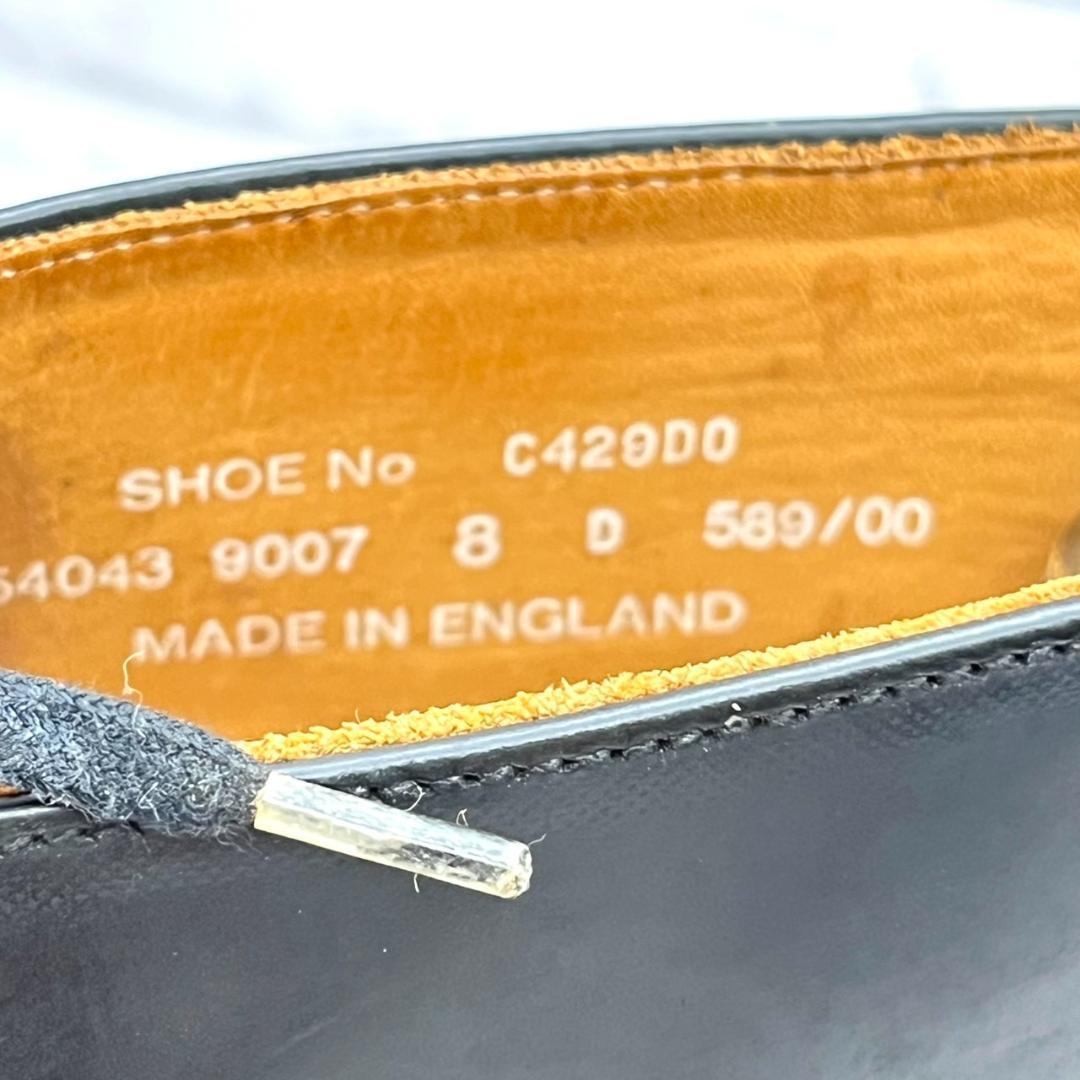 SHOE No C429D0
54043 9007 8 D 589/00
MADE IN ENGLAND